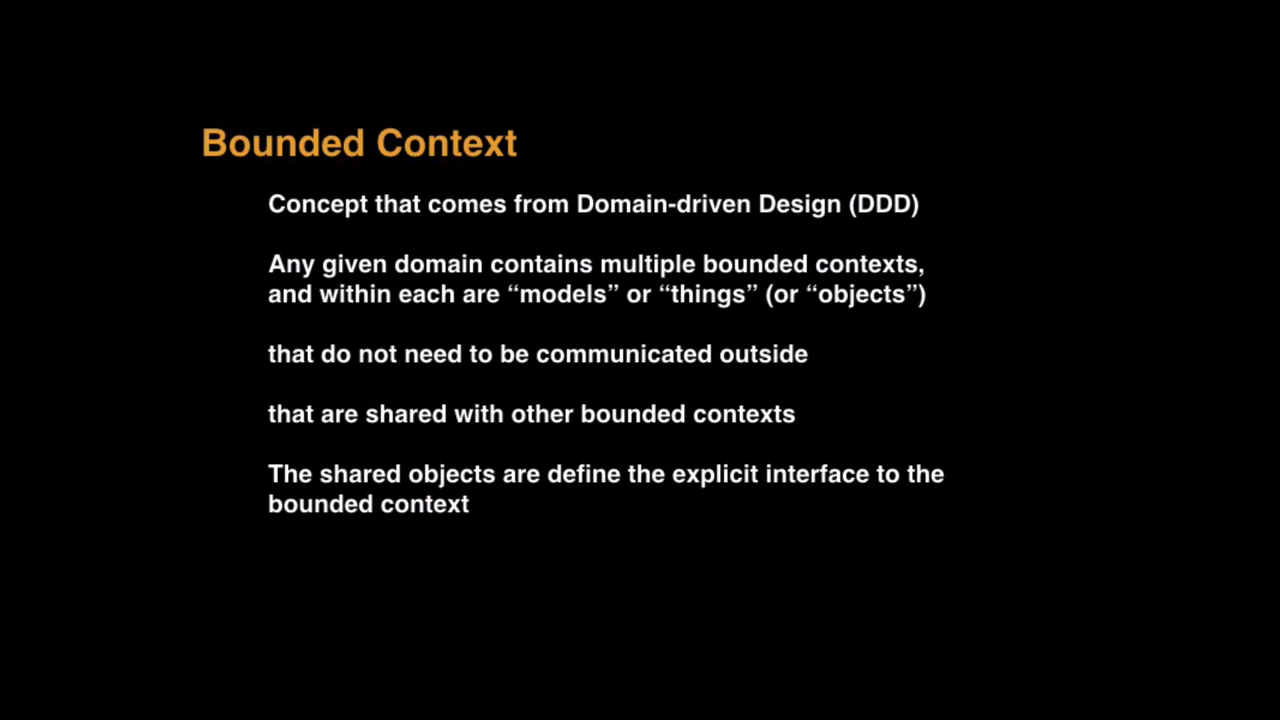 Bounded Context
Concept that comes from Domain-driven Design (DDD)
Any given domain contains multiple bounded contexts,
and within each are “models” or “things” (or “objects”)
that do not need to be communicated outside
that are shared with other bounded contexts
The shared objects are define the explicit interface to the
bounded context